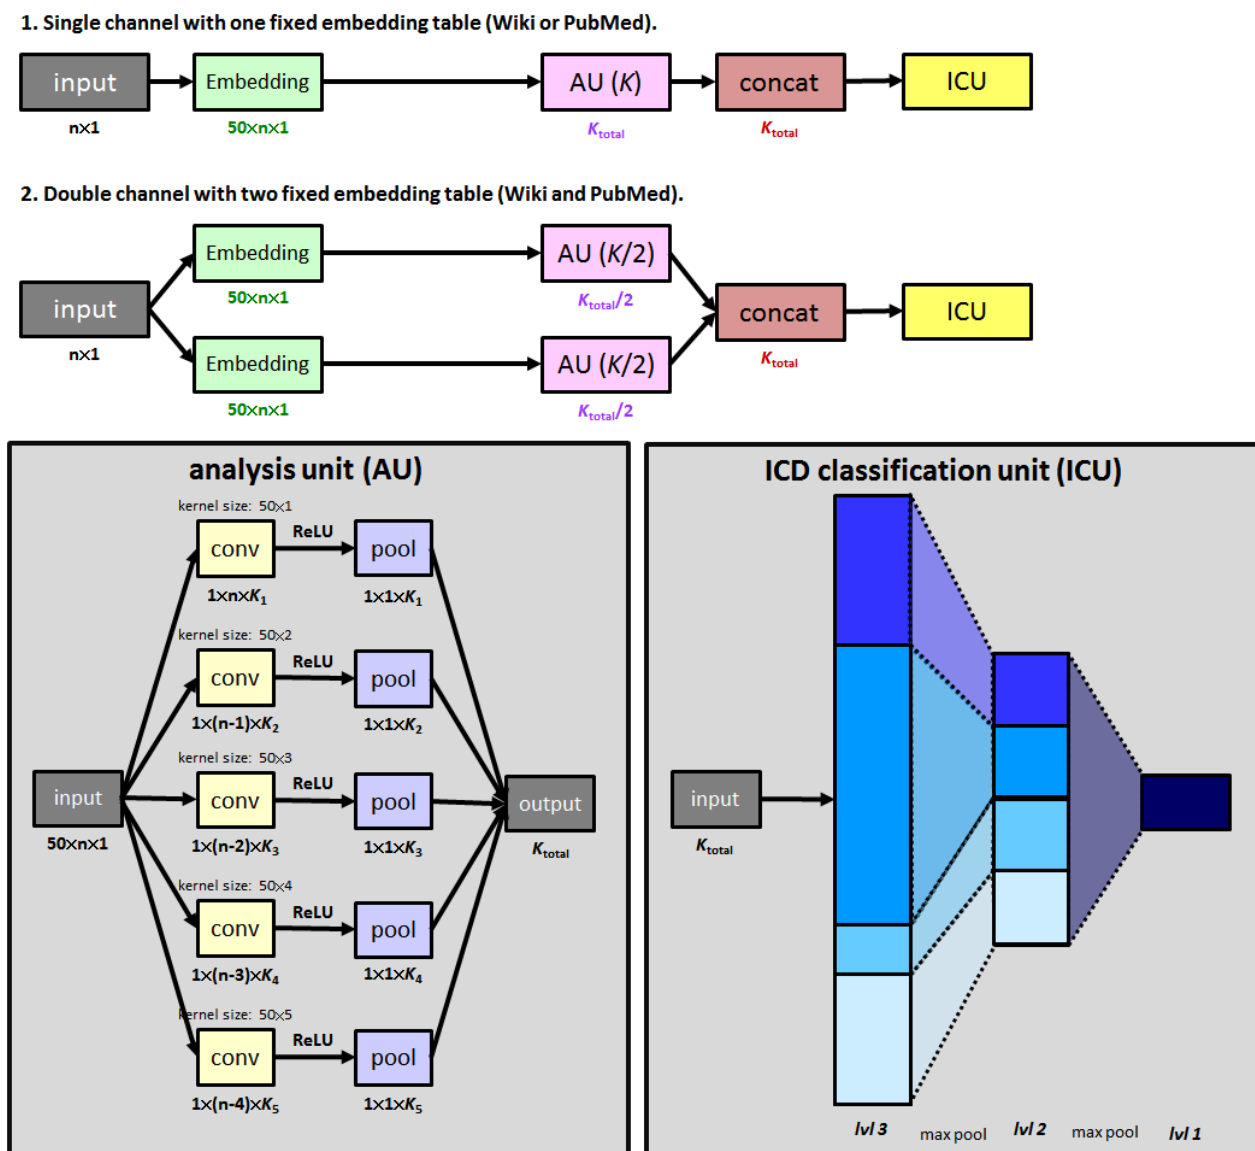 1. Single channel with one fixed embedding table (Wiki or PubMed).
input
Embedding
AU (K)
concat
ICU
n×1
50×n×1
Ktotal
Ktotal
2. Double channel with two fixed embedding table (Wiki and PubMed).
Embedding
AU (K/2)
50×n×1
Ktotal/2
input
concat
ICU
n×1
Ktotal
Embedding
AU (K/2)
50×n×1
Ktotal/2
analysis unit (AU)
kernel size: 50×1
conv
ReLU
pool
1×n×K1
1×1×K1
kernel size: 50×2
conv
ReLU
pool
1×(n-1)×K2
1×1×K2
kernel size: 50×3
input
conv
ReLU
pool
output
50×n×1
1×(n-2)×K3
1×1×K3
Ktotal
kernel size: 50×4
conv
ReLU
pool
1×(n-3)×K4
1×1×K4
kernel size: 50×5
conv
ReLU
pool
1×(n-4)×K5
1×1×K5
ICD classification unit (ICU)
input
Ktotal
lvl 3
max pool
lvl 2
max pool
lvl 1